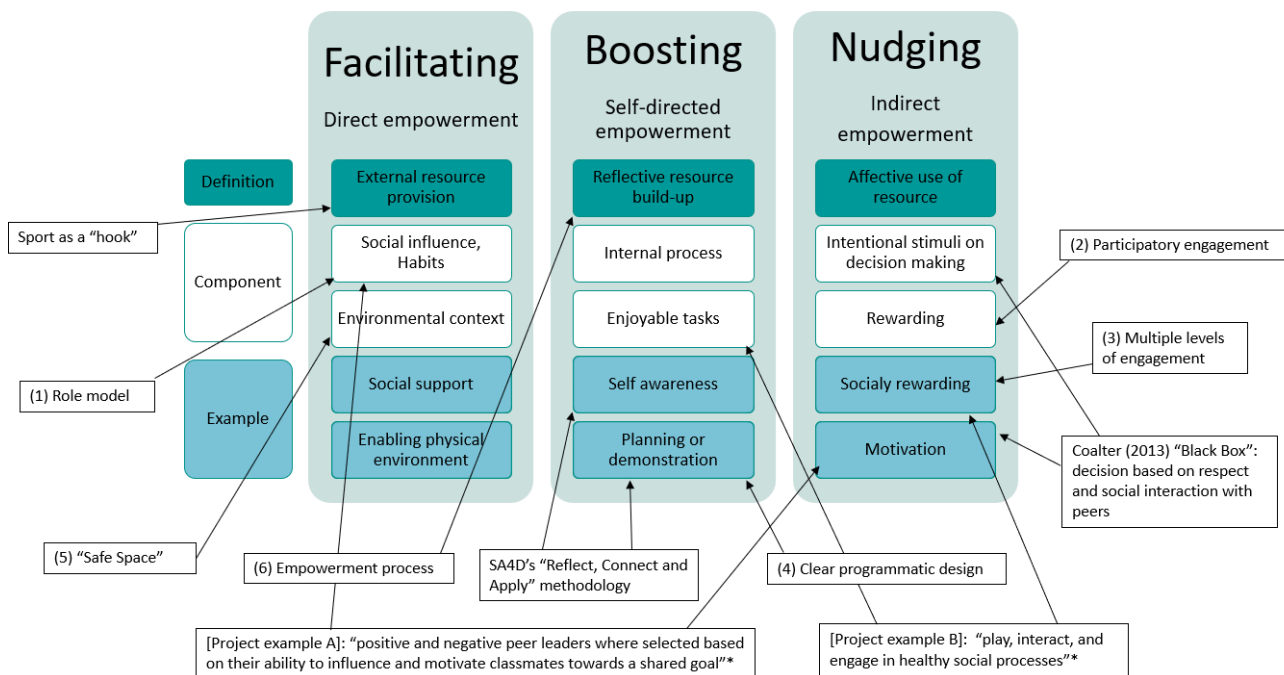 Facilitating
Direct empowerment
Boosting
Self-directed
empowerment
Nudging
Indirect
empowerment
Definition
External resource
provision
Reflective resource
build-up
Affective use of
resource
Sport as a “hook”
Component
Social influence,
Habits
Internal process
Intentional stimuli on
decision making
(2) Participatory engagement
Environmental context
Enjoyable tasks
Rewarding
(3) Multiple levels
of engagement
(1) Role model
Example
Social support
Self awareness
Socialy rewarding
Enabling physical
environment
Planning or
demonstration
Motivation
Coalter (2013) “Black Box”:
decision based on respect
and social interaction with
peers
(5) “Safe Space”
(6) Empowerment process
SA4D’s “Reflect, Connect and
Apply” methodology
(4) Clear programmatic design
[Project example A]: “positive and negative peer leaders where selected based
on their ability to influence and motivate classmates towards a shared goal”*
[Project example B]: “play, interact, and
engage in healthy social processes”*